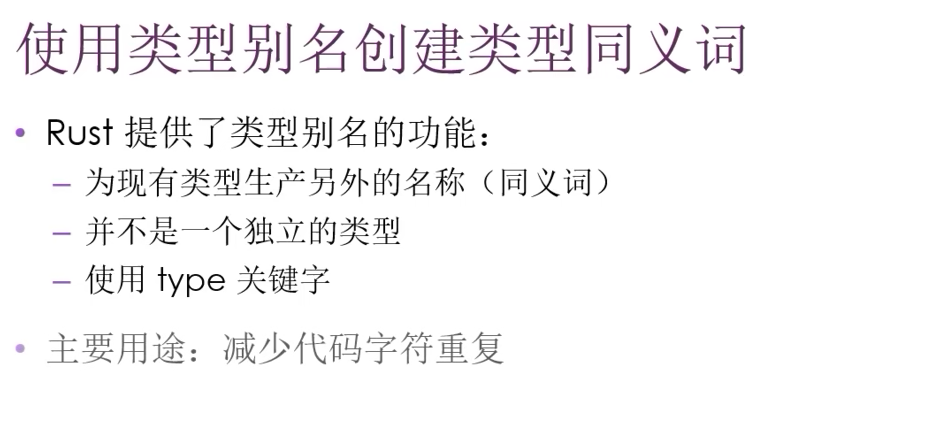 使用类型别名创建类型同义词
• Rust 提供了类型别名的功能：
– 为现有类型生产另外的名称（同义词）
– 并不是一个独立的类型
– 使用 type 关键字
• 主要用途：减少代码字符重复